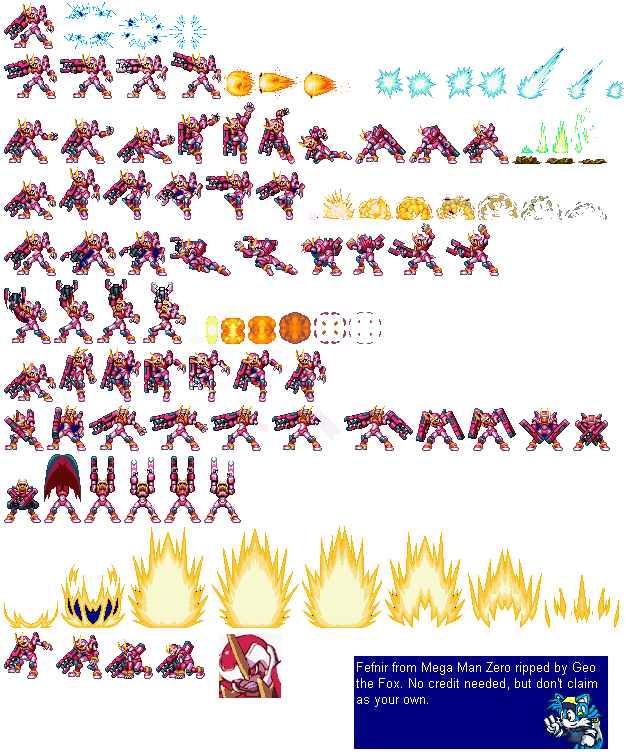 Fefnir from Mega Man Zero ripped by Geo
the Fox. No credit needed, but don't claim
as your own.